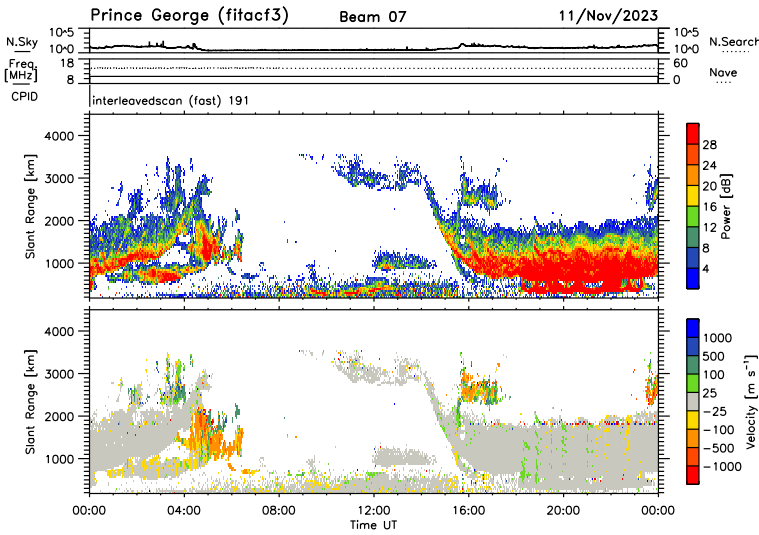 Prince George (fitacf3) Beam 07 11/Nov/2023
N.Sky 10^5 10^0 10^5 10^0 N.Search
Freq. [MHz] 18 8 60 0 Nave
CPID interleavedscan (fast) 191
Slant Range [km] 4000 3000 2000 1000
Power [dB] 28 24 20 16 12 8 4
Slant Range [km] 4000 3000 2000 1000
Velocity [m s⁻¹] 1000 500 100 25 −25 −100 −500 −1000
00:00 04:00 08:00 12:00 16:00 20:00 00:00
Time UT